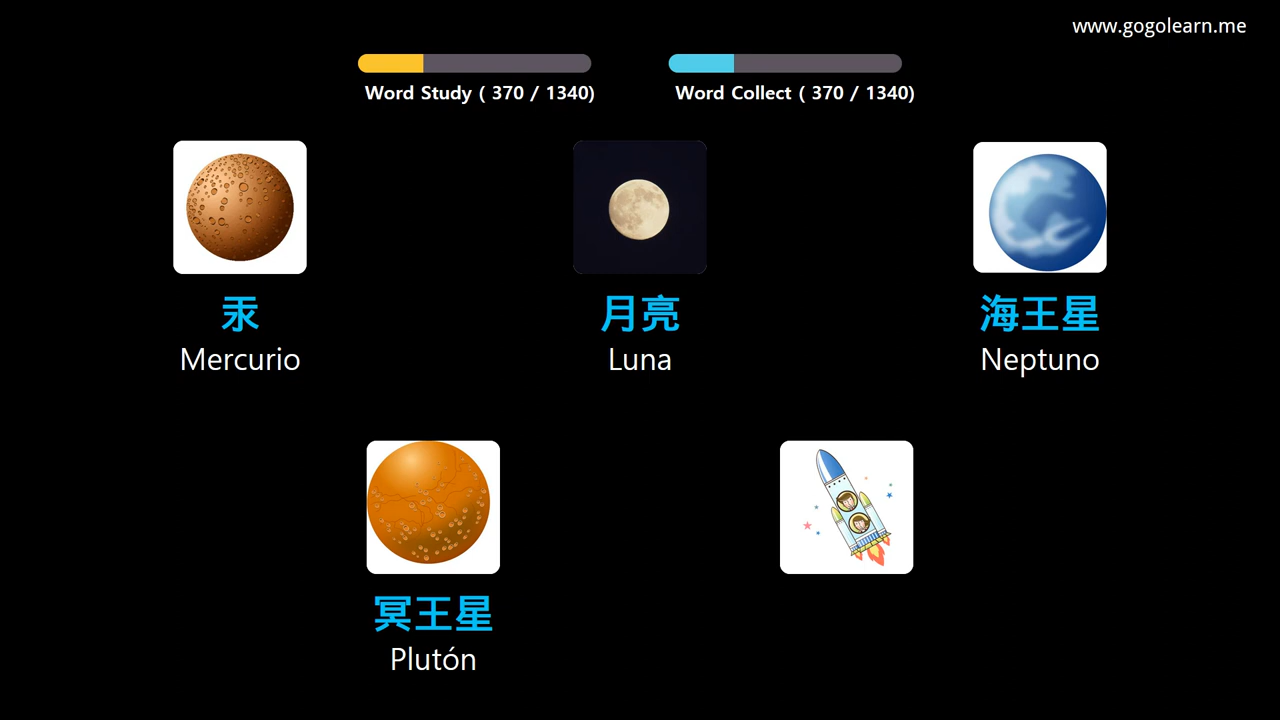 www.gogolearn.me
Word Study ( 370 / 1340)
Word Collect ( 370 / 1340)
汞
Mercurio
月亮
Luna
海王星
Neptuno
冥王星
Plutón